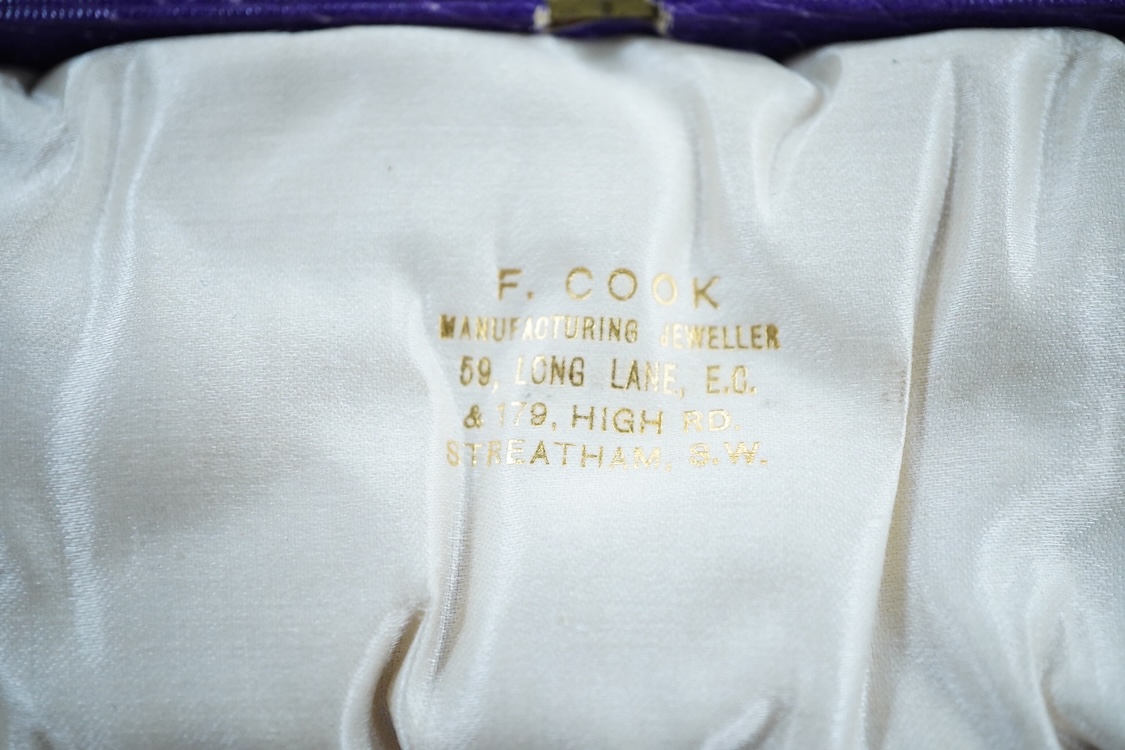 F. COOK
MANUFACTURING JEWELLER
59, LONG LANE, E.C.
& 179, HIGH RD.
STREATHAM, S.W.